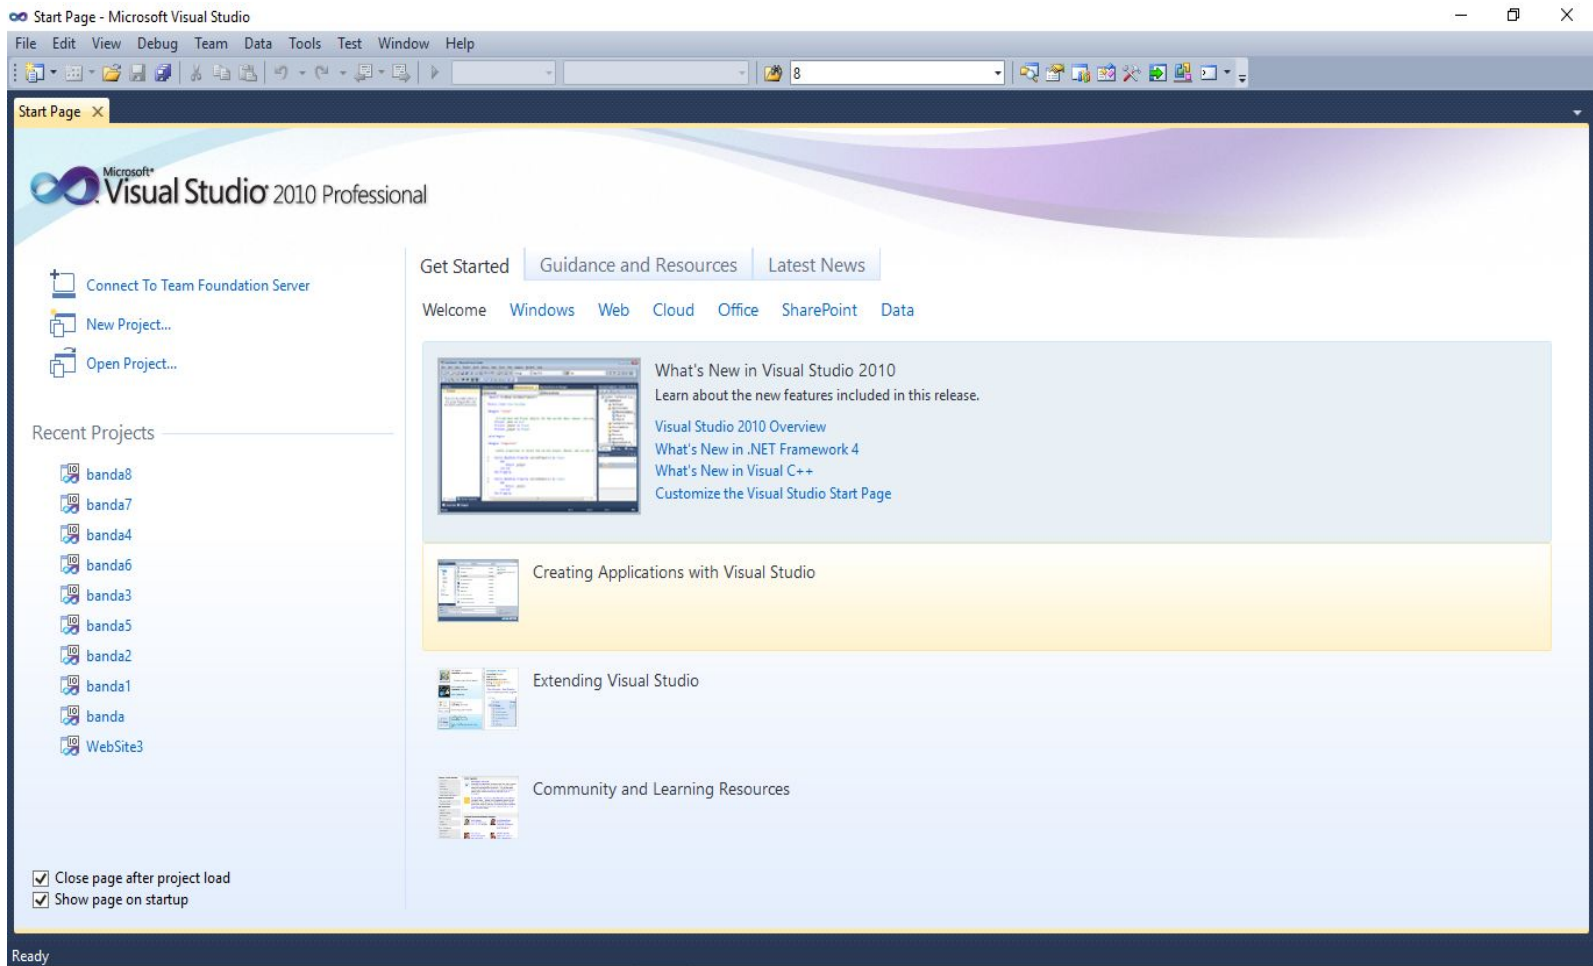 Start Page - Microsoft Visual Studio
File Edit View Debug Team Data Tools Test Window Help
8
Start Page
Microsoft
Visual Studio 2010 Professional
Connect To Team Foundation Server
New Project...
Open Project...
Recent Projects
banda8
banda7
banda4
banda6
banda3
banda5
banda2
banda1
banda
WebSite3
Close page after project load
Show page on startup
Get Started Guidance and Resources Latest News
Welcome Windows Web Cloud Office SharePoint Data
What's New in Visual Studio 2010
Learn about the new features included in this release.
Visual Studio 2010 Overview
What's New in .NET Framework 4
What's New in Visual C++
Customize the Visual Studio Start Page
Creating Applications with Visual Studio
Extending Visual Studio
Community and Learning Resources
Ready